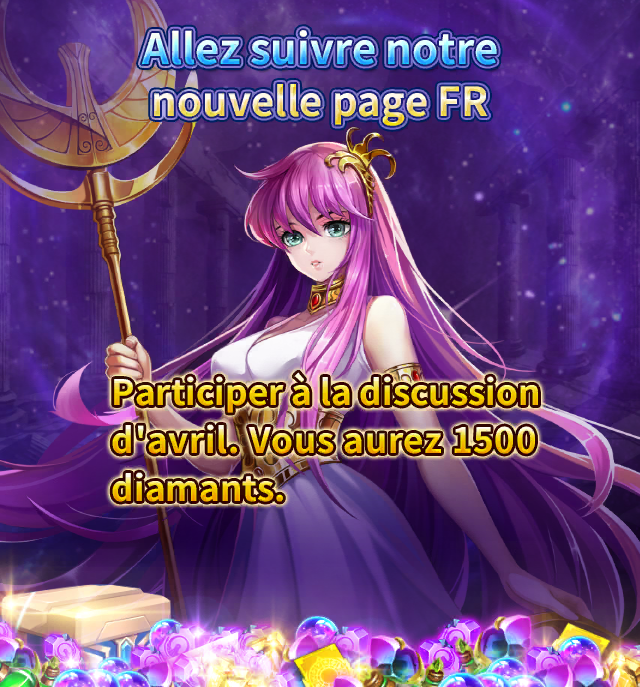 Allez suivre notre
nouvelle page FR
Participer à la discussion
d'avril. Vous aurez 1500
diamants.